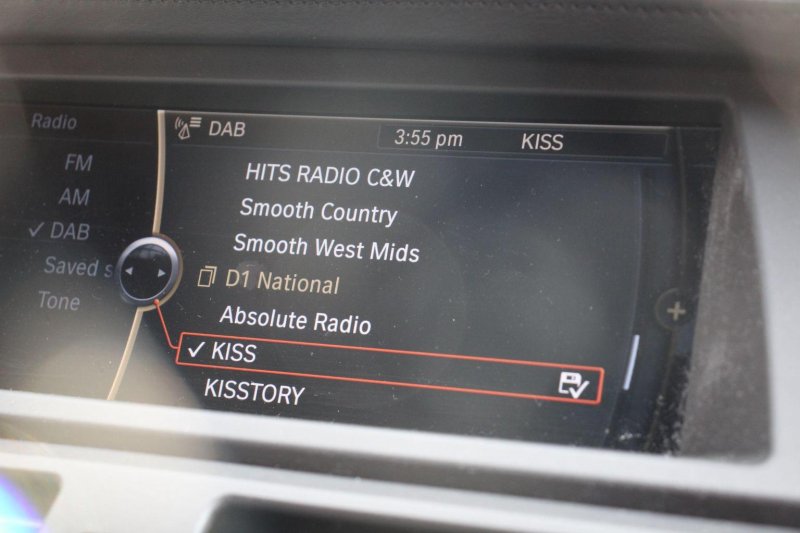 Radio
FM
AM
DAB
Saved s
Tone
DAB
3:55 pm
KISS
HITS RADIO C&W
Smooth Country
Smooth West Mids
D1 National
Absolute Radio
KISS
KISSTORY